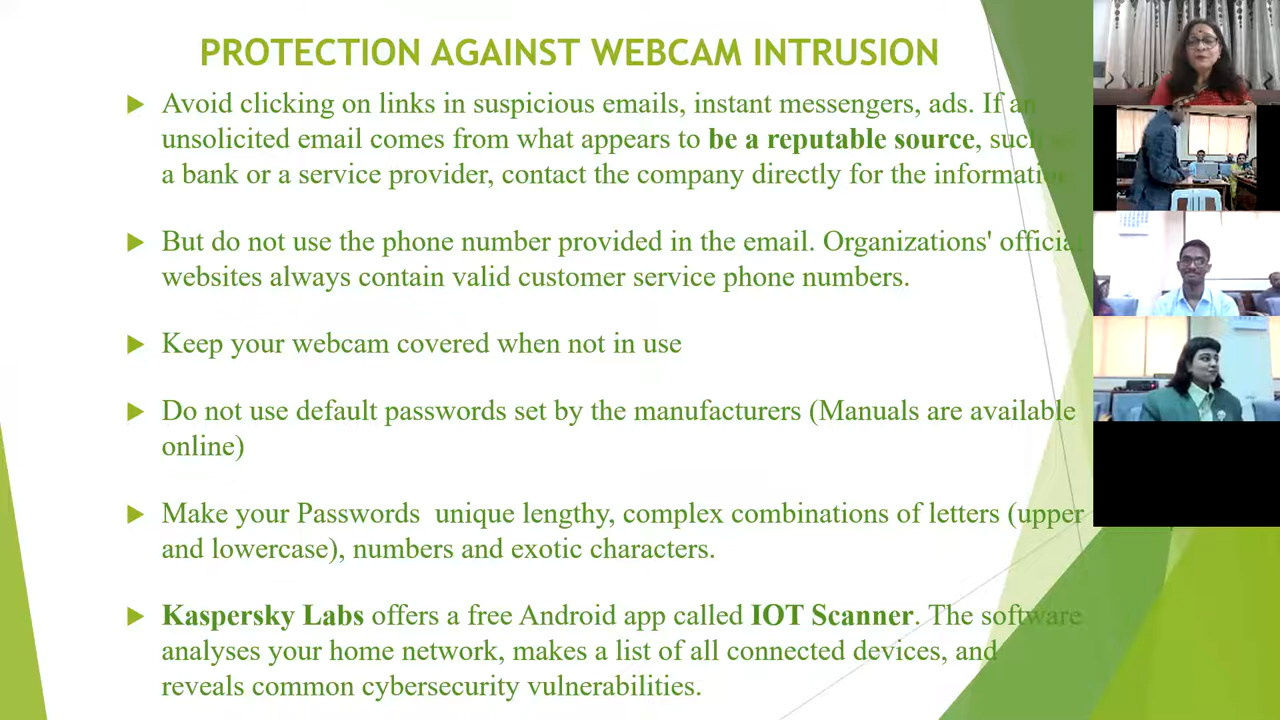 PROTECTION AGAINST WEBCAM INTRUSION
Avoid clicking on links in suspicious emails, instant messengers, ads. If an
unsolicited email comes from what appears to be a reputable source, such as
a bank or a service provider, contact the company directly for the information.
But do not use the phone number provided in the email. Organizations' official
websites always contain valid customer service phone numbers.
Keep your webcam covered when not in use
Do not use default passwords set by the manufacturers (Manuals are available
online)
Make your Passwords  unique lengthy, complex combinations of letters (upper
and lowercase), numbers and exotic characters.
Kaspersky Labs offers a free Android app called IOT Scanner. The software
analyses your home network, makes a list of all connected devices, and
reveals common cybersecurity vulnerabilities.